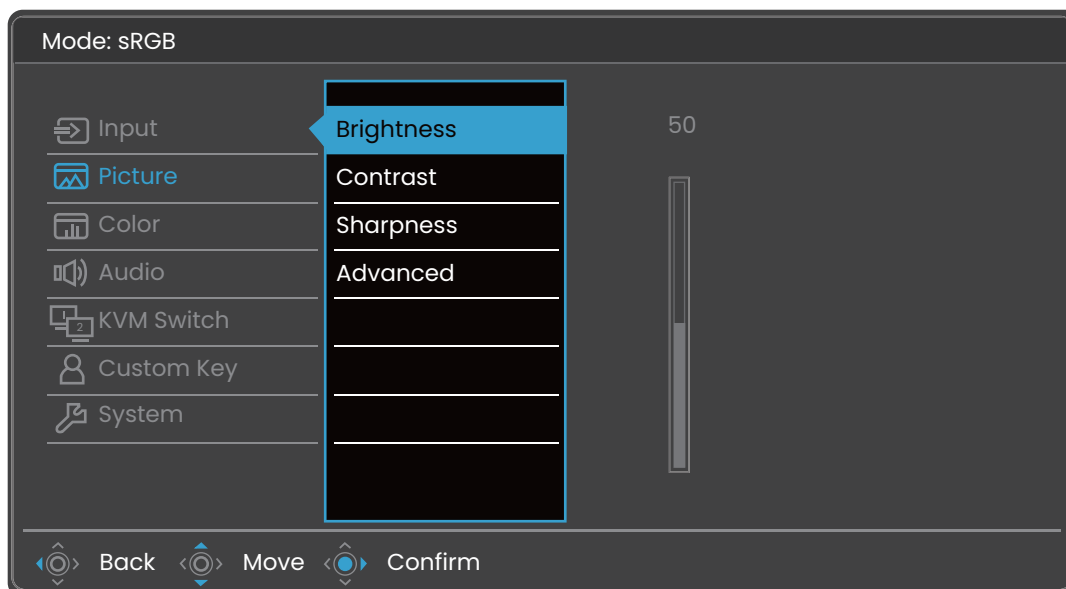 Mode: sRGB
Input
Picture
Color
Audio
1 2
KVM Switch
Custom Key
System
Brightness
Contrast
Sharpness
Advanced
50
Back Move Confirm